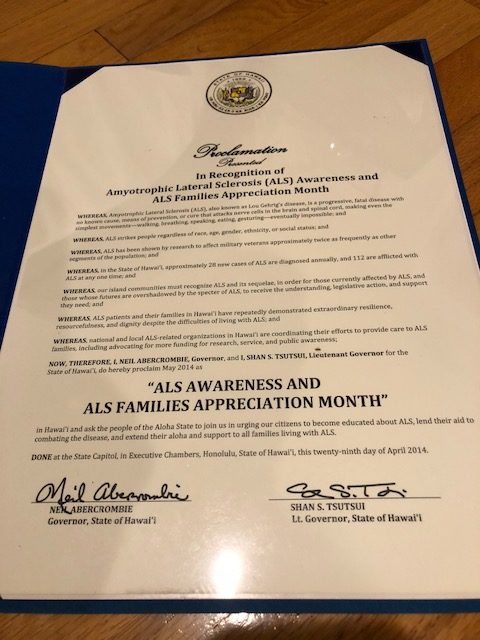 STATE OF HAWAII
1959
Proclamation
Presented
In Recognition of
Amyotrophic Lateral Sclerosis (ALS) Awareness and
ALS Families Appreciation Month
WHEREAS, Amyotrophic Lateral Sclerosis (ALS), also known as Lou Gehrig's disease, is a progressive, fatal disease with
no known cause, means of prevention, or cure that attacks nerve cells in the brain and spinal cord, making even the
simplest movements—walking, breathing, speaking, eating, gesturing—eventually impossible; and
WHEREAS, ALS strikes people regardless of race, age, gender, ethnicity, or social status; and
WHEREAS, ALS has been shown by research to affect military veterans approximately twice as frequently as other
segments of the population; and
WHEREAS, in the State of Hawai'i, approximately 28 new cases of ALS are diagnosed annually, and 112 are afflicted with
ALS at any one time; and
WHEREAS, our island communities must recognize ALS and its sequelae, in order for those currently affected by ALS, and
those whose futures are overshadowed by the specter of ALS, to receive the understanding, legislative action, and support
they need; and
WHEREAS, ALS patients and their families in Hawai'i have repeatedly demonstrated extraordinary resilience,
resourcefulness, and dignity despite the difficulties of living with ALS; and
WHEREAS, national and local ALS-related organizations in Hawai'i are coordinating their efforts to provide care to ALS
families, including advocating for more funding for research, service, and public awareness;
NOW, THEREFORE, I, NEIL ABERCROMBIE, Governor, and I, SHAN S. TSUTSUI, Lieutenant Governor for the
State of Hawai'i, do hereby proclaim May 2014 as
"ALS AWARENESS AND
ALS FAMILIES APPRECIATION MONTH"
in Hawai'i and ask the people of the Aloha State to join us in urging our citizens to become educated about ALS, lend their aid to
combating the disease, and extend their aloha and support to all families living with ALS.
DONE at the State Capitol, in Executive Chambers, Honolulu, State of Hawai'i, this twenty-ninth day of April 2014.
Neil Abercrombie
NEIL ABERCROMBIE
Governor, State of Hawai'i
SHAN S. TSUTSUI
Lt. Governor, State of Hawai'i